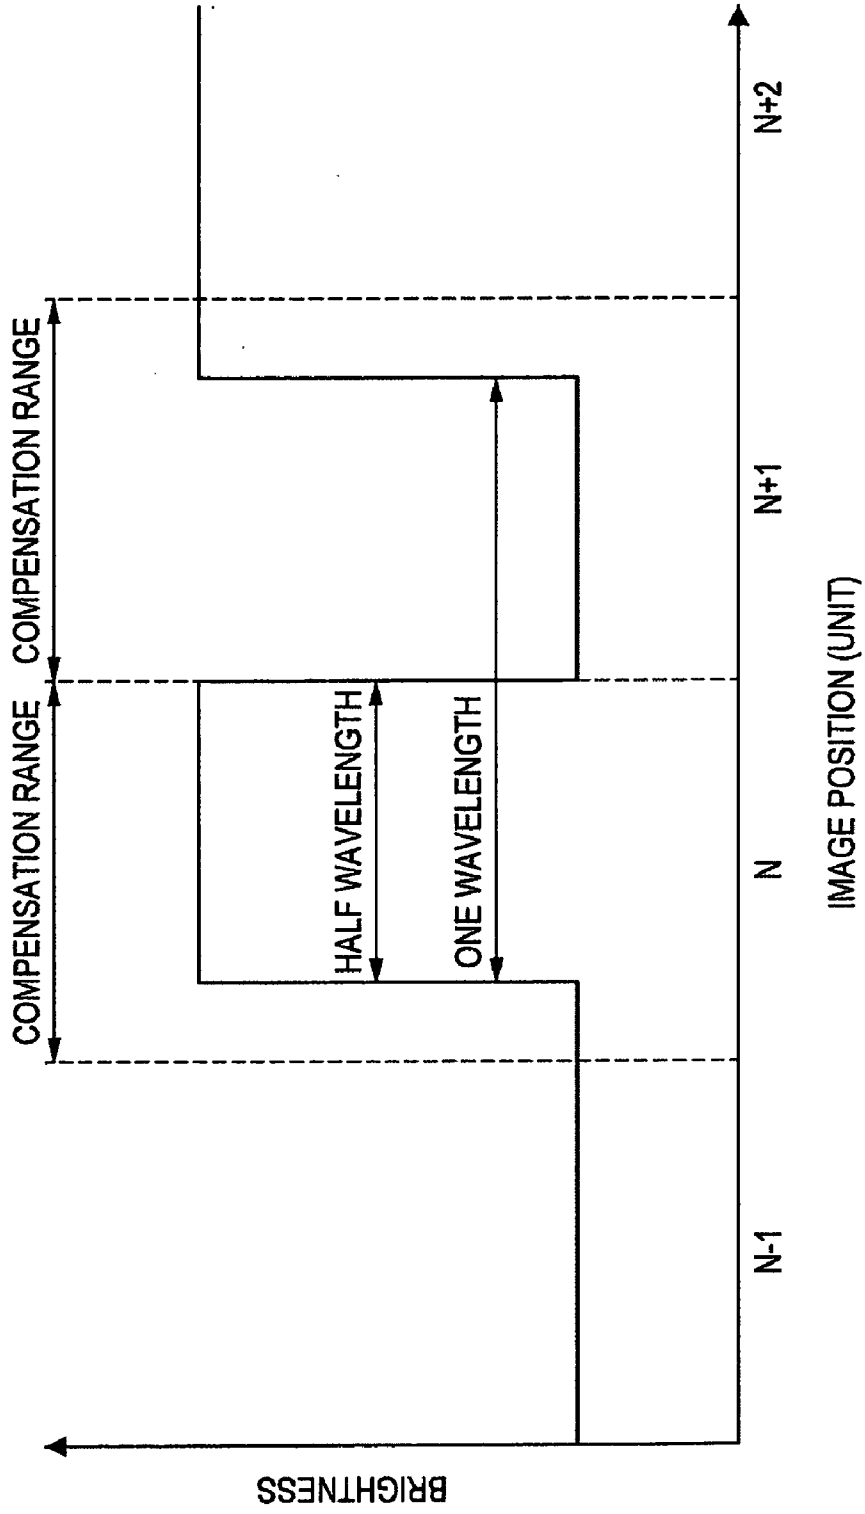 COMPENSATION RANGE
COMPENSATION RANGE
HALF WAVELENGTH
ONE WAVELENGTH
BRIGHTNESS
N-1
N
N+1
N+2
IMAGE POSITION (UNIT)